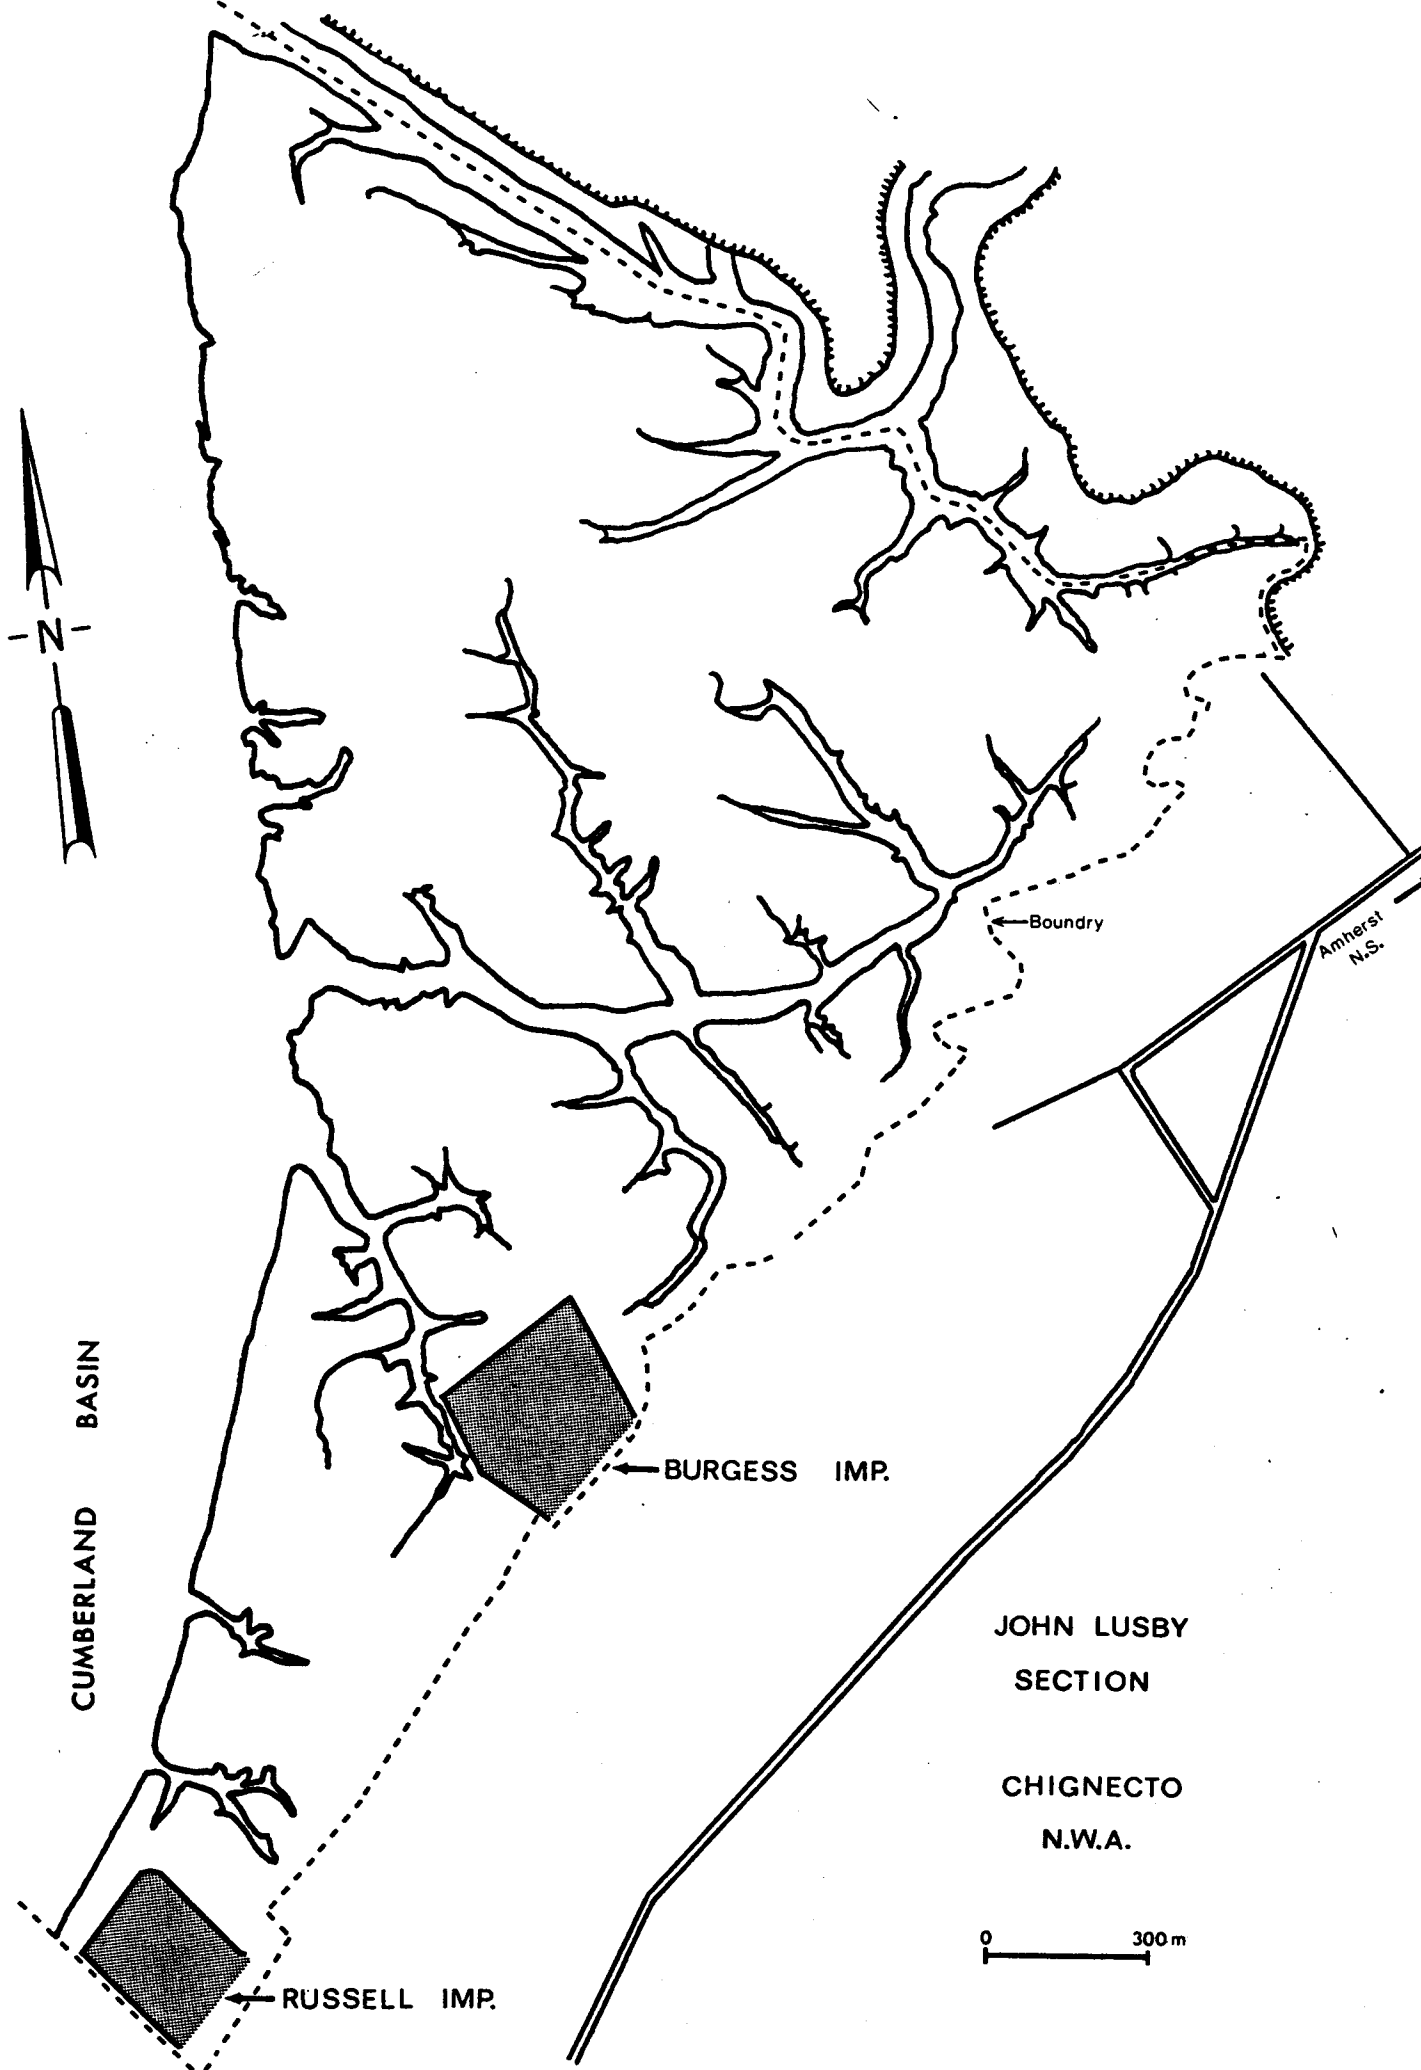 N
Boundry
Amherst
N.S.
CUMBERLAND BASIN
BURGESS IMP.
JOHN LUSBY
SECTION
CHIGNECTO
N.W.A.
0 300 m
RUSSELL IMP.